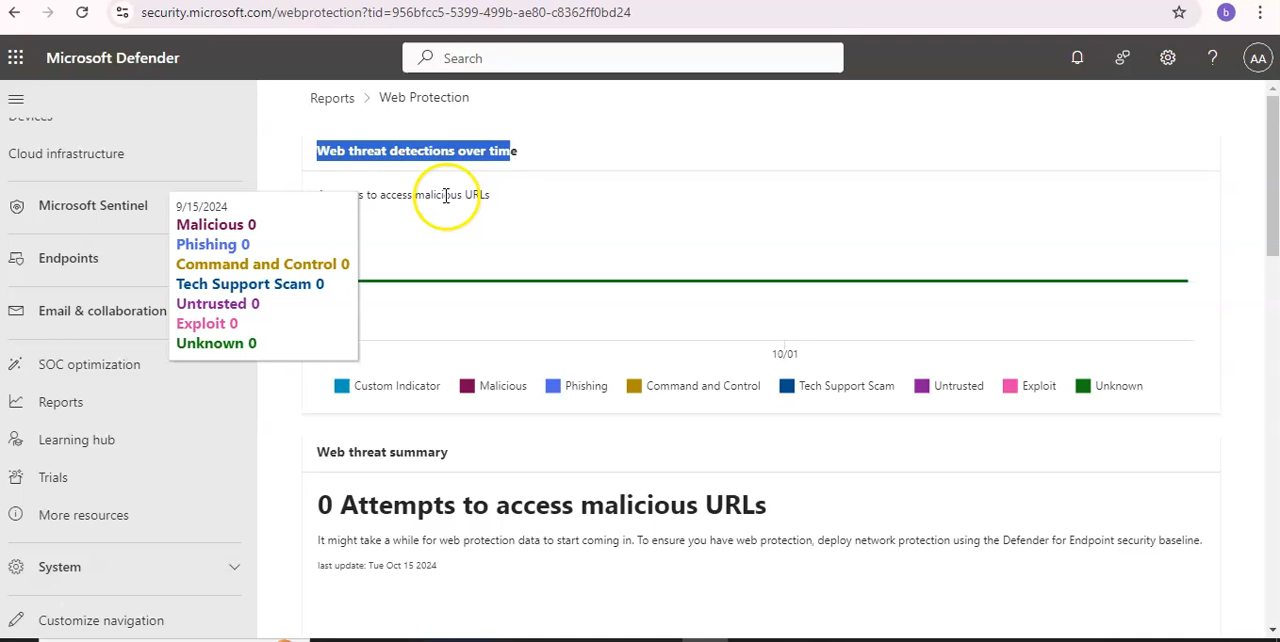 security.microsoft.com/webprotection?tid=956bfcc5-5399-499b-ae80-c8362ff0bd24
b
Microsoft Defender
Search
AA
Reports > Web Protection
Cloud infrastructure
Microsoft Sentinel
Endpoints
Email & collaboration
SOC optimization
Reports
Learning hub
Trials
More resources
System
Customize navigation
Web threat detections over time
s to access malicious URLs
9/15/2024
Malicious 0
Phishing 0
Command and Control 0
Tech Support Scam 0
Untrusted 0
Exploit 0
Unknown 0
10/01
Custom Indicator Malicious Phishing Command and Control Tech Support Scam Untrusted Exploit Unknown
Web threat summary
0 Attempts to access malicious URLs
It might take a while for web protection data to start coming in. To ensure you have web protection, deploy network protection using the Defender for Endpoint security baseline.
last update: Tue Oct 15 2024